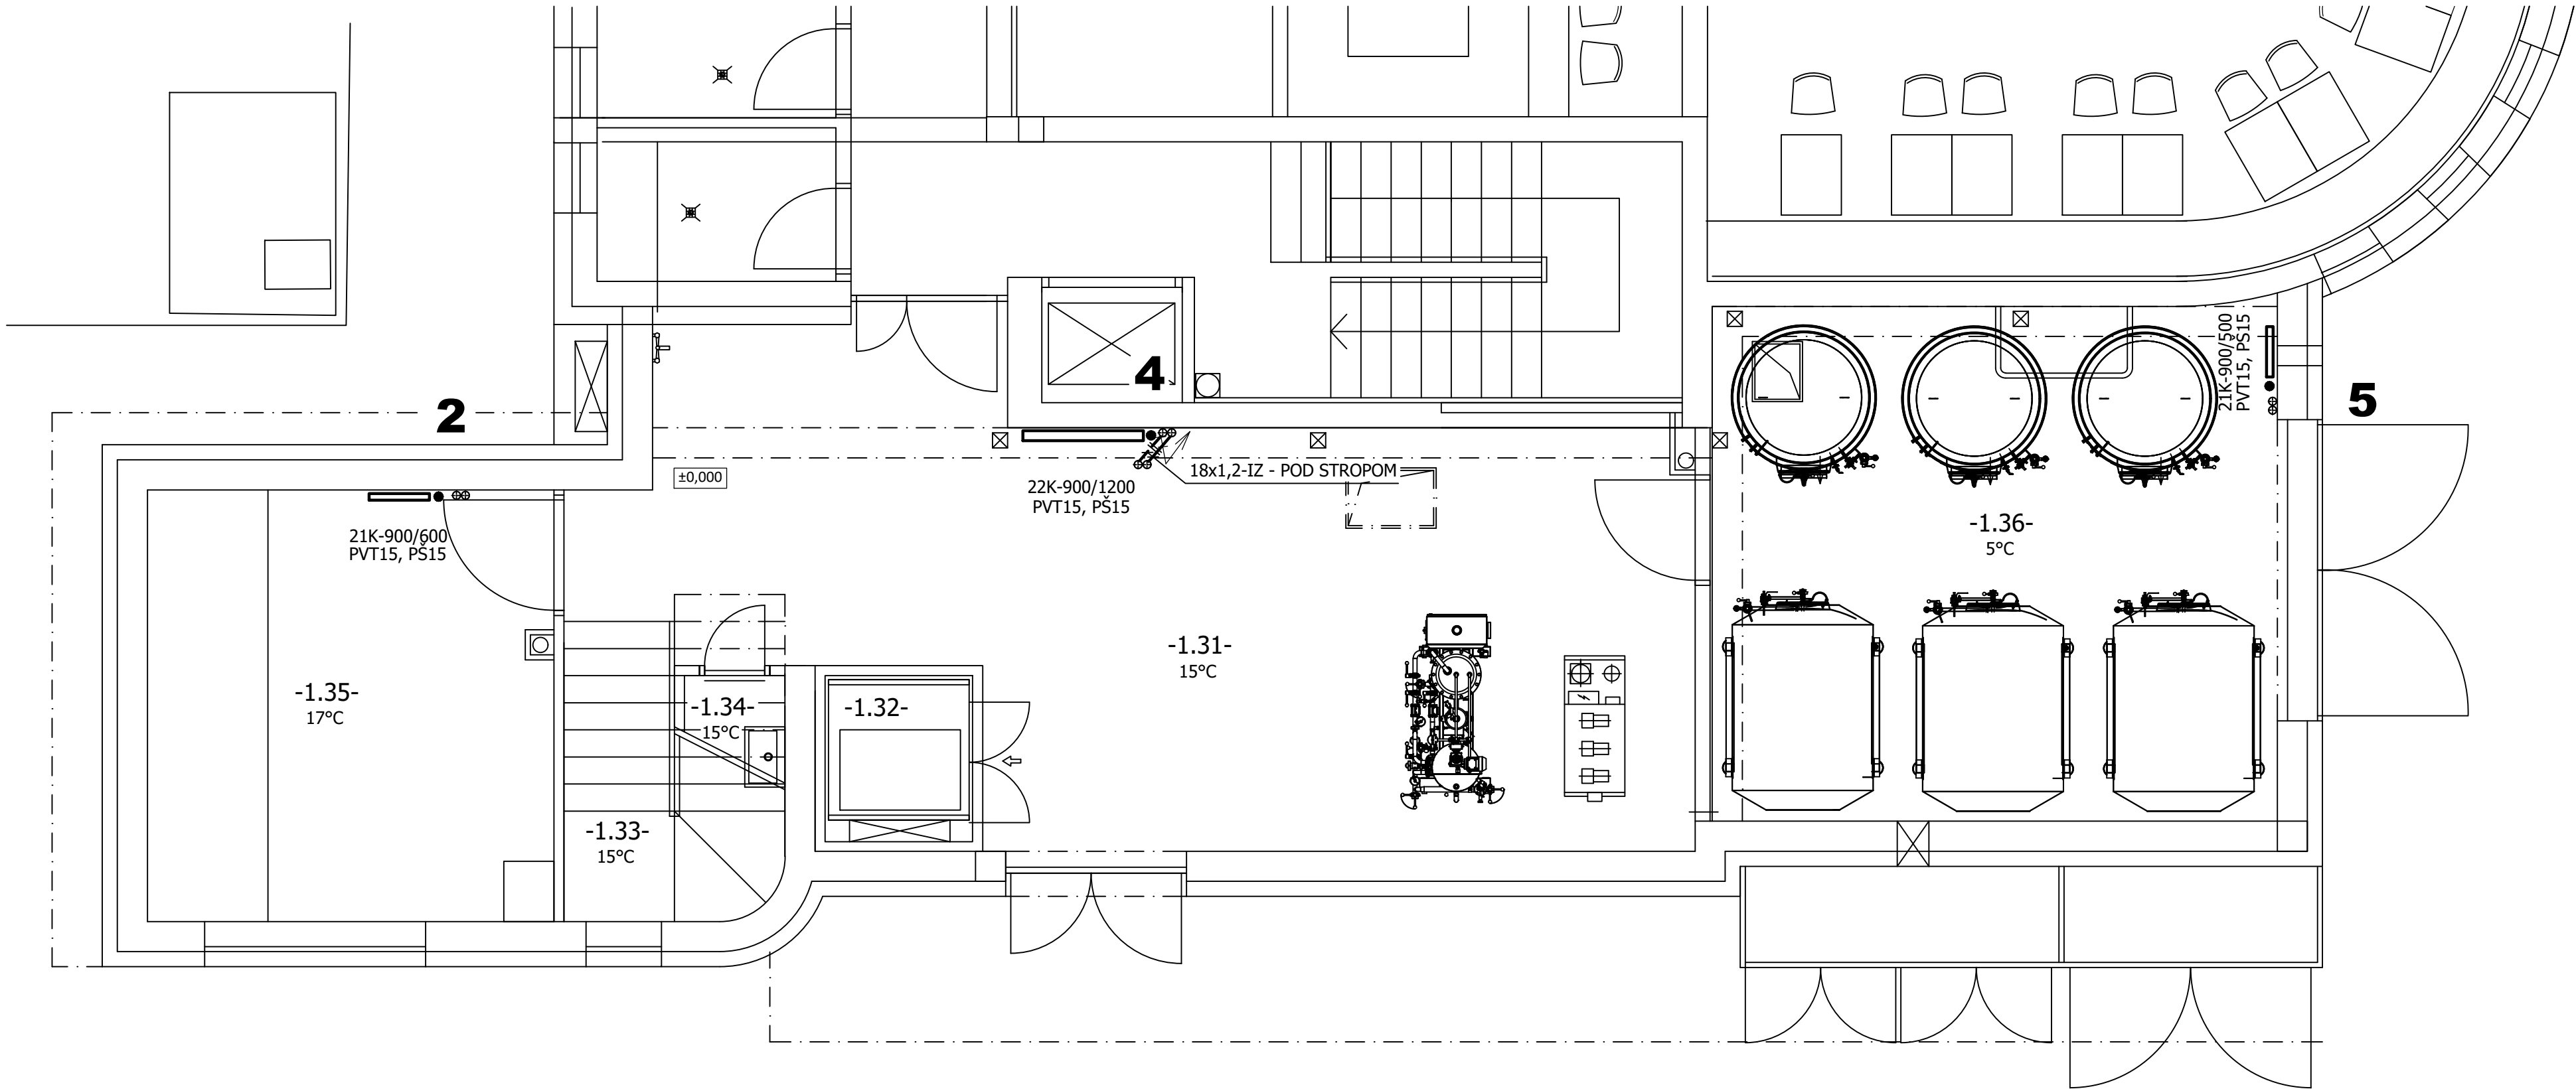 21K-900/500
PVT15, PŠ15
4
5
2
±0,000
18x1,2-IZ - POD STROPOM
22K-900/1200
PVT15, PŠ15
21K-900/600
PVT15, PŠ15
-1.36-
5°C
-1.31-
15°C
-1.35-
17°C
-1.34-
15°C
-1.32-
-1.33-
15°C